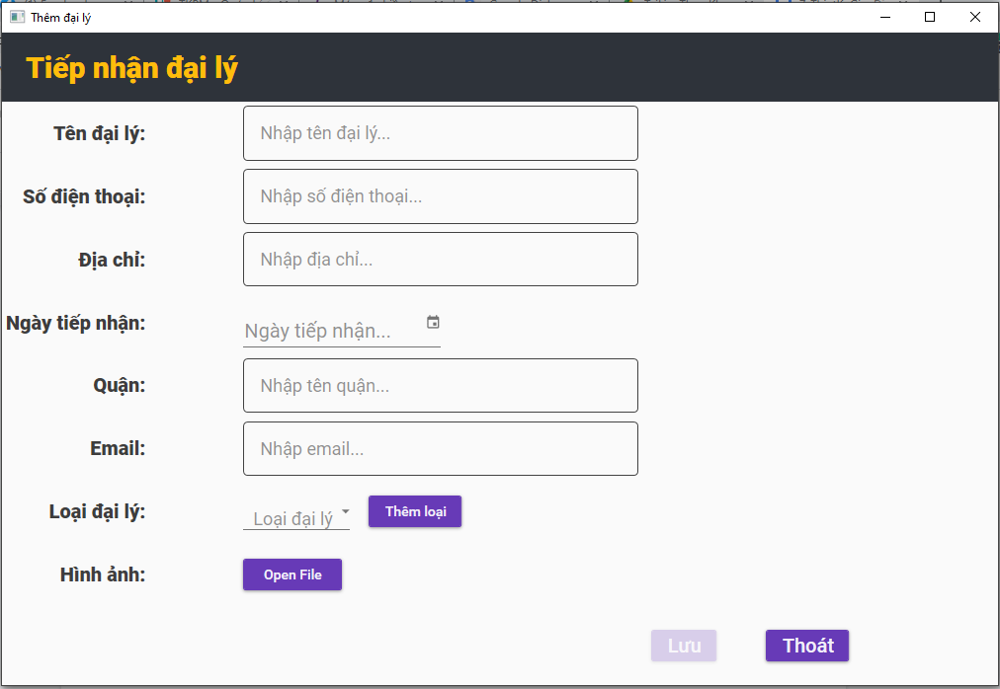 Thêm đại lý
Tiếp nhận đại lý
Tên đại lý: Nhập tên đại lý...
Số điện thoại: Nhập số điện thoại...
Địa chỉ: Nhập địa chỉ...
Ngày tiếp nhận: Ngày tiếp nhận...
Quận: Nhập tên quận...
Email: Nhập email...
Loại đại lý: Loại đại lý Thêm loại
Hình ảnh: Open File
Lưu Thoát